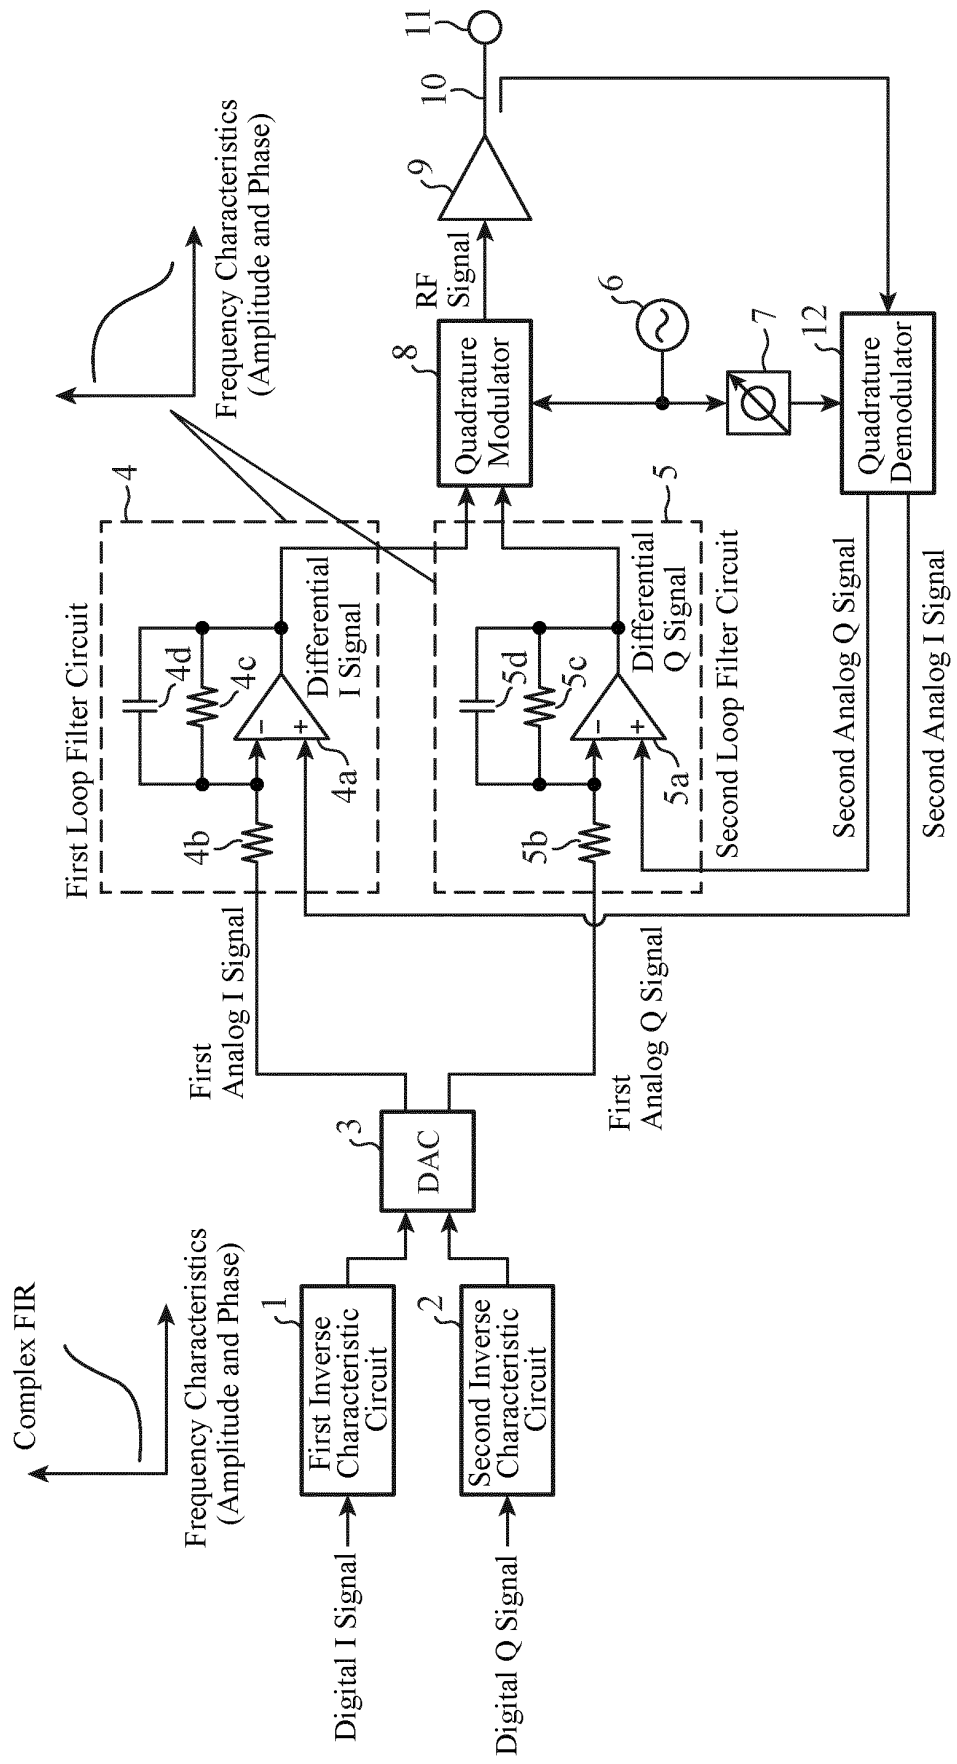 Complex FIR
Frequency Characteristics
(Amplitude and Phase)
Digital I Signal
Digital Q Signal
1
First Inverse
Characteristic
Circuit
2
Second Inverse
Characteristic
Circuit
3
DAC
First
Analog I Signal
First
Analog Q Signal
First Loop Filter Circuit
4
4b
4d
4c
−
+
4a
Differential
I Signal
5
5b
5d
5c
−
+
5a
Differential
Q Signal
Second Loop Filter Circuit
Frequency Characteristics
(Amplitude and Phase)
8
Quadrature
Modulator
RF
Signal
9
10
11
6
7
12
Quadrature
Demodulator
Second Analog Q Signal
Second Analog I Signal